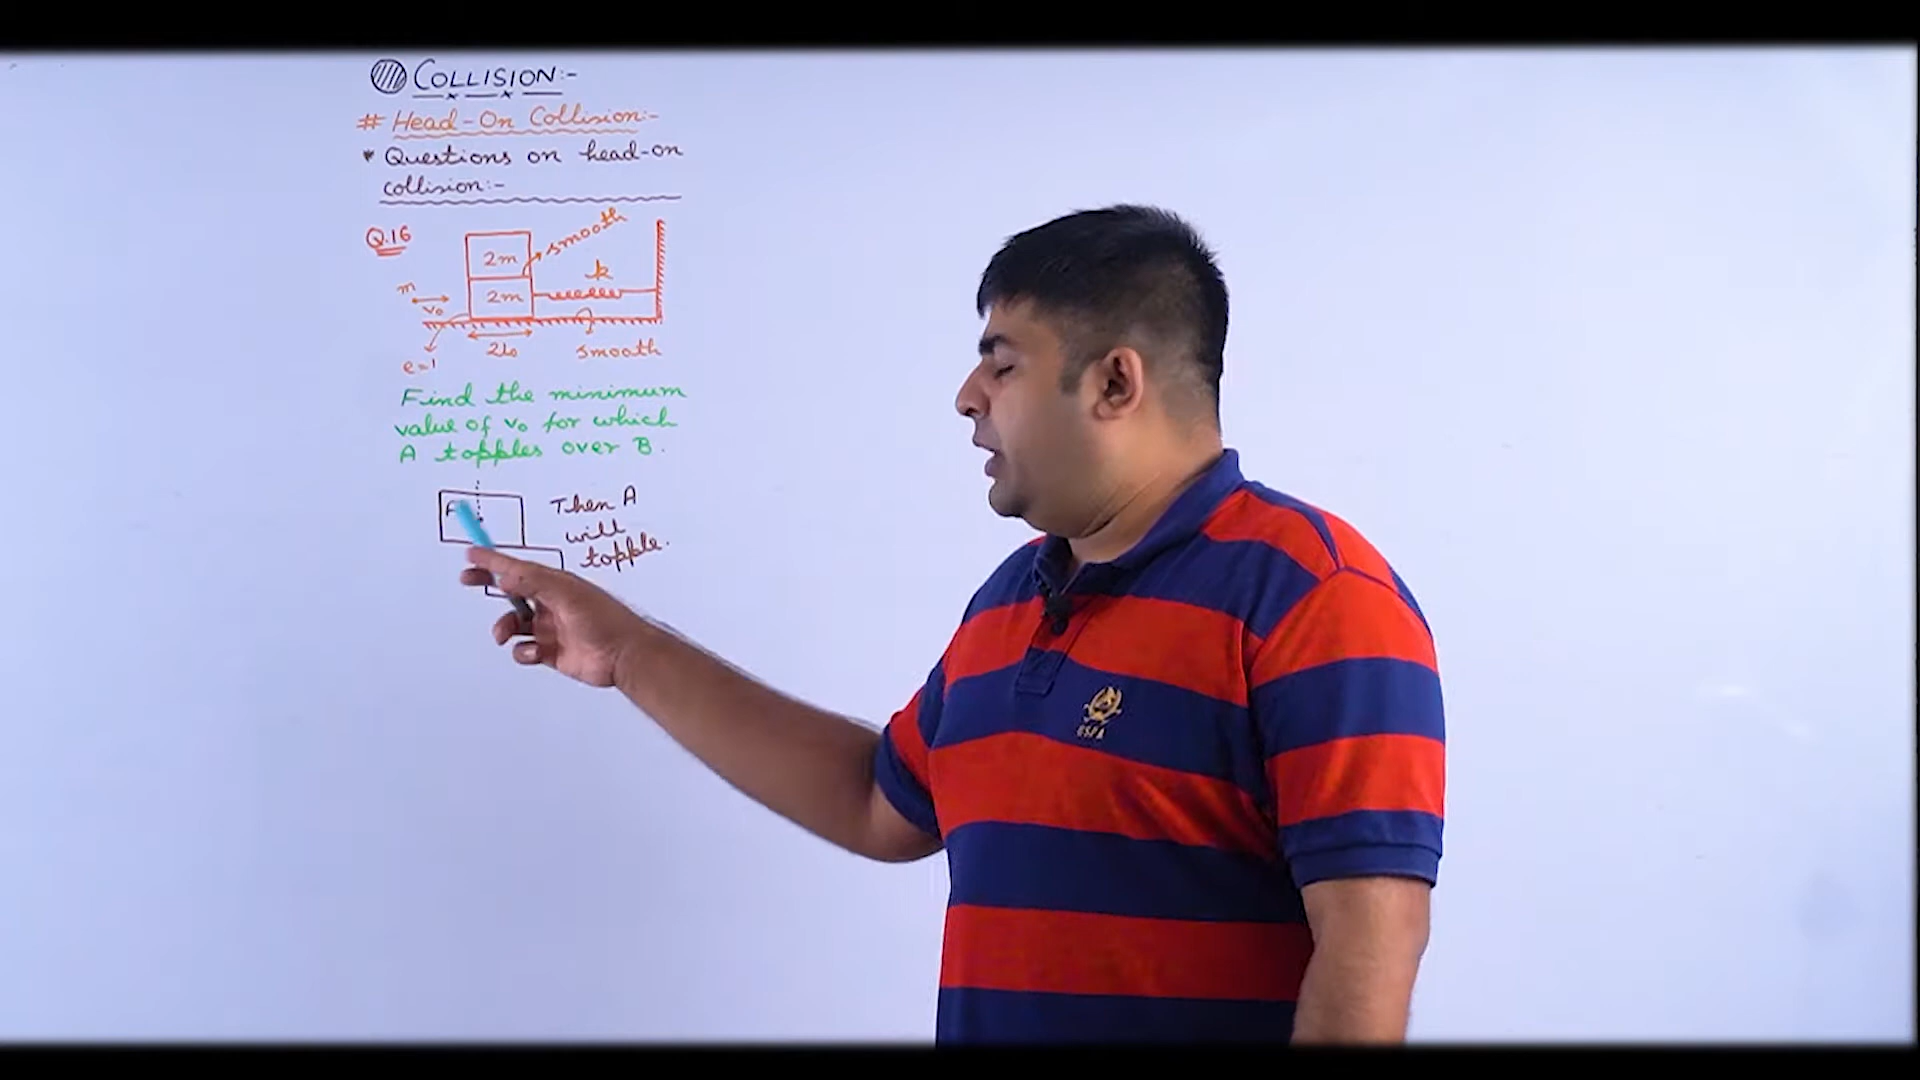 COLLISION:-
# Head-On Collision:-
* Questions on head-on
collision:-
Q.16
2m
smooth
k
m
2m
v₀
2l₀
smooth
e=1
Find the minimum
value of v₀ for which
A topples over B.
Then A
will
topple.
GSPA